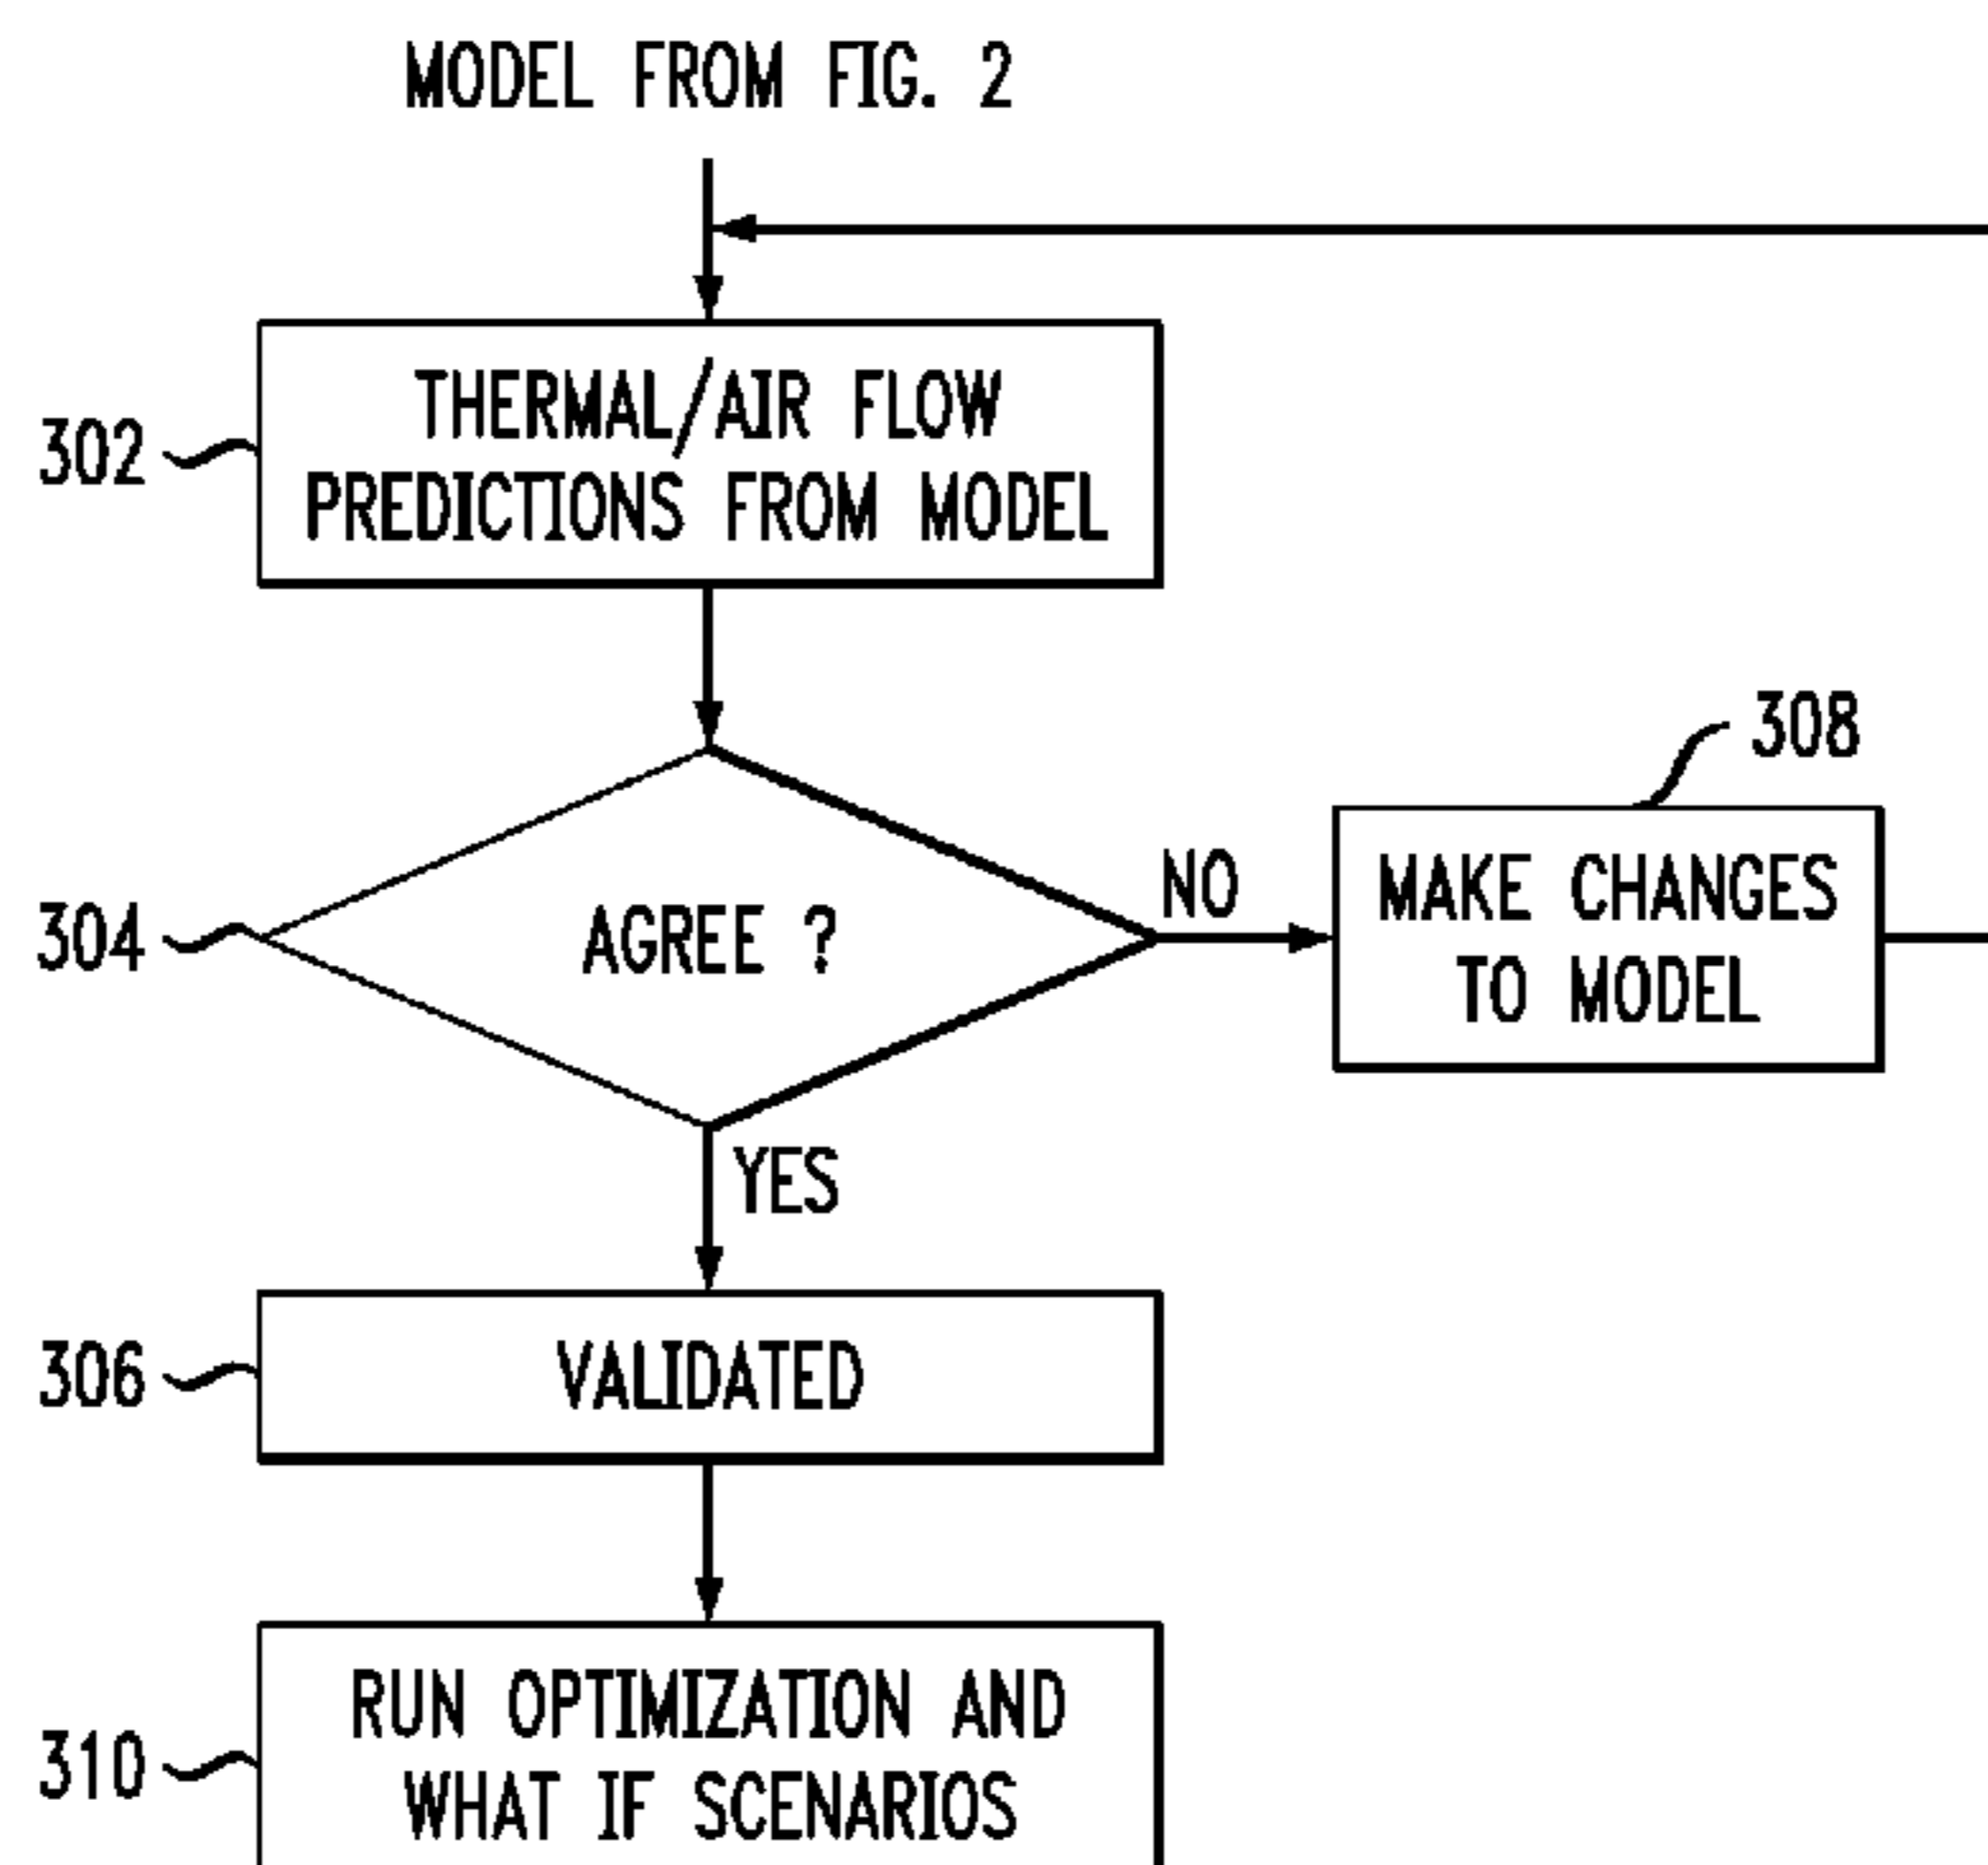 MODEL FROM FIG. 2
THERMAL/AIR FLOW
PREDICTIONS FROM MODEL
302
308
NO
MAKE CHANGES
TO MODEL
AGREE ?
304
YES
VALIDATED
306
RUN OPTIMIZATION AND
WHAT IF SCENARIOS
310